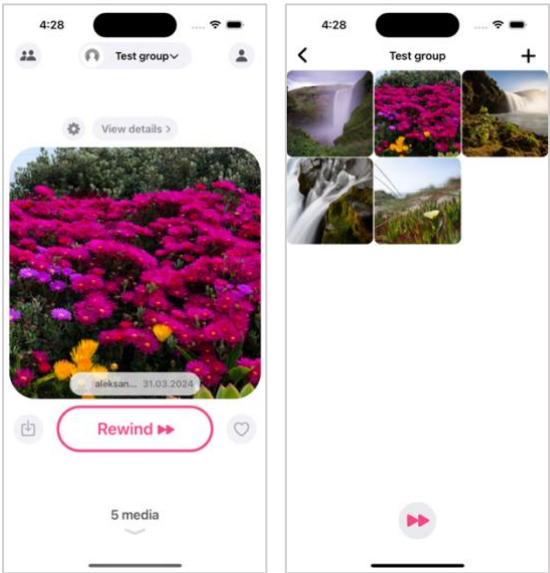 4:28
Test group
View details >
aleksan... 31.03.2024
Rewind
5 media
4:28
Test group